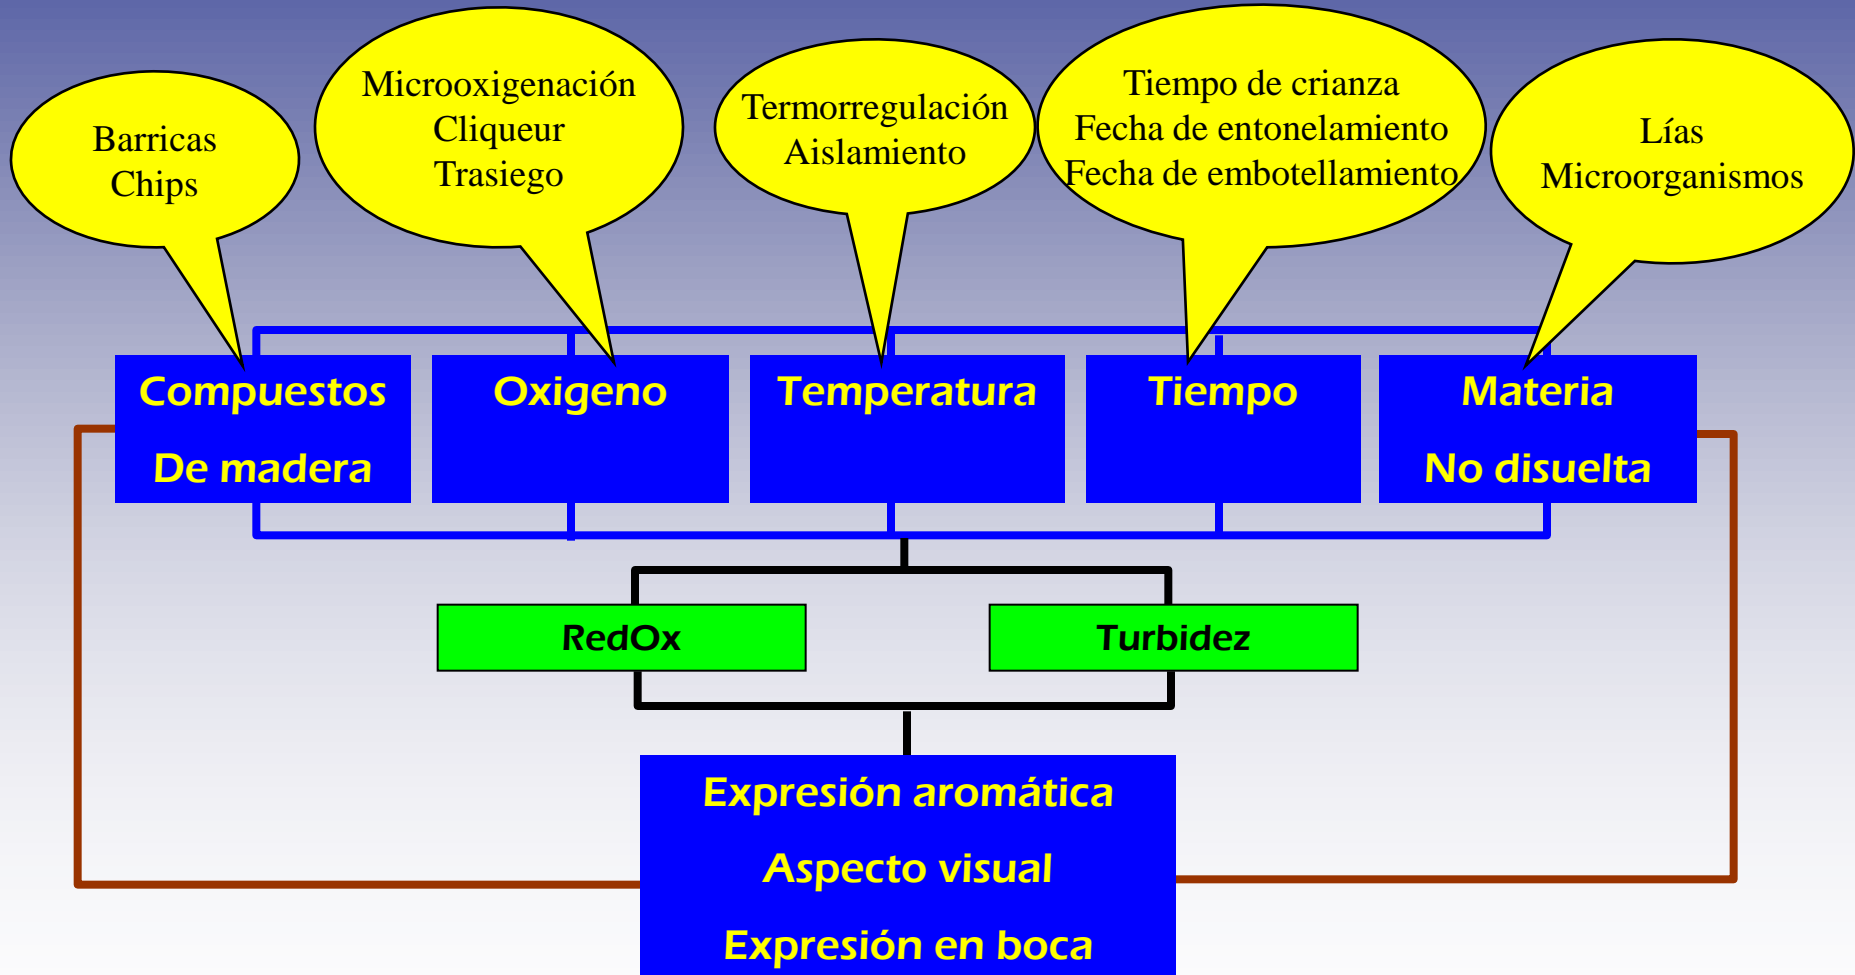 Barricas
Chips
Microoxigenación
Cliqueur
Trasiego
Termorregulación
Aislamiento
Tiempo de crianza
Fecha de entonelamiento
Fecha de embotellamiento
Lías
Microorganismos
Compuestos
De madera
Oxigeno
Temperatura
Tiempo
Materia
No disuelta
RedOx
Turbidez
Expresión aromática
Aspecto visual
Expresión en boca